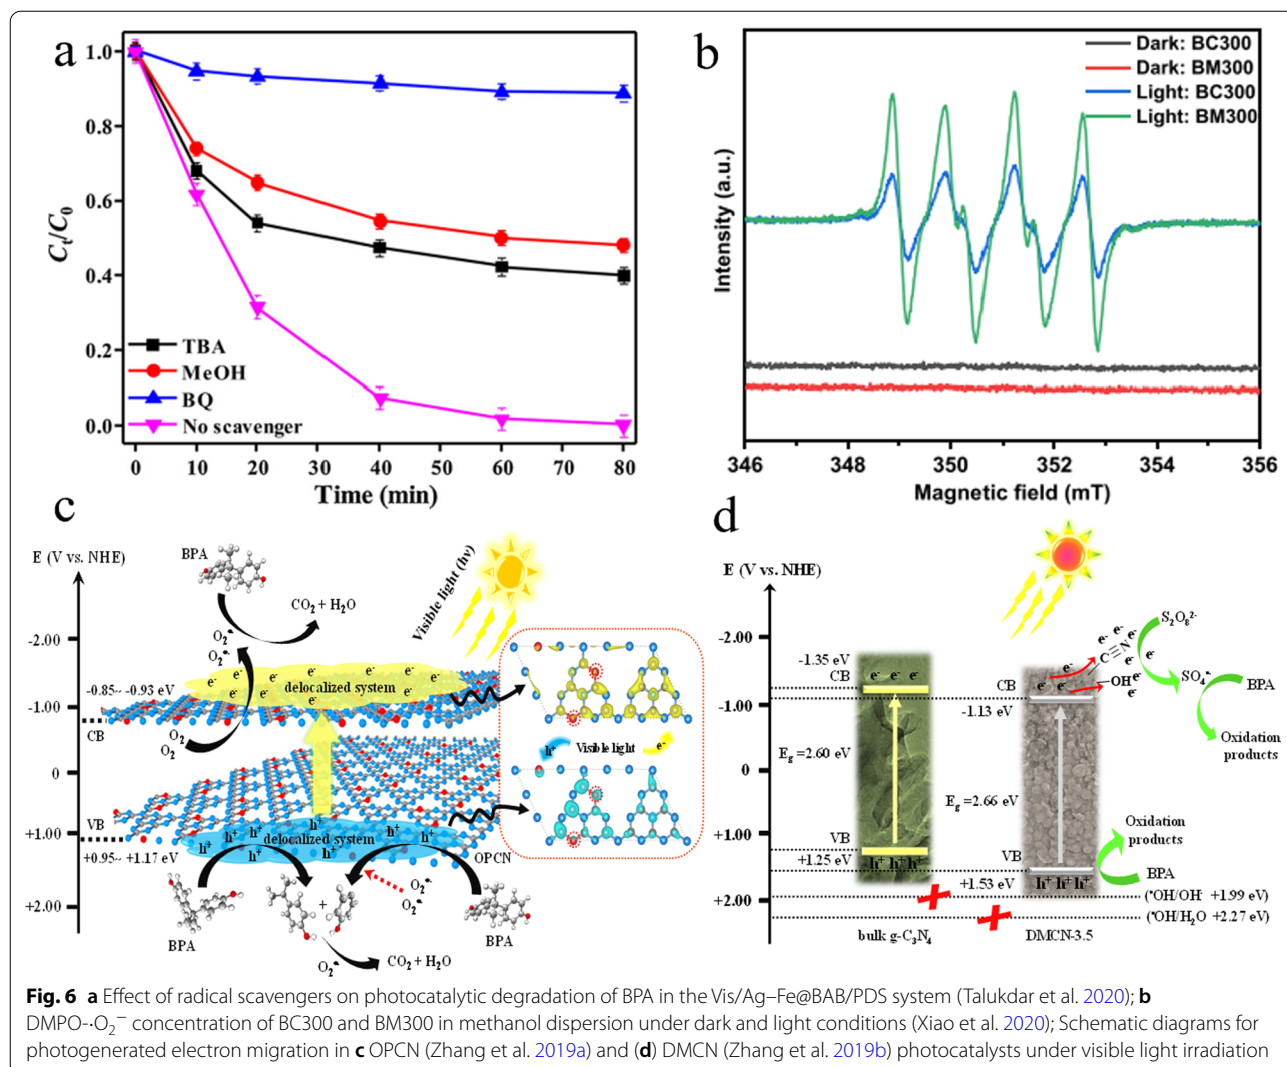 a
1.0
0.8
0.6
0.4
0.2
0.0
Ct/C0
TBA
MeOH
BQ
No scavenger
0 10 20 30 40 50 60 70 80
Time (min)
b
Dark: BC300
Dark: BM300
Light: BC300
Light: BM300
Intensity (a.u.)
346 348 350 352 354 356
Magnetic field (mT)
c
E (V vs. NHE)
-2.00
-1.00
0
+1.00
+2.00
-0.85~ -0.93 eV
CB
VB
+0.95~ +1.17 eV
BPA
CO₂ + H₂O
O₂•-
O₂•-
O₂
O₂
Visible light (hv)
e- e- e- e- e- e- e- e-
delocalized system
h+ Visible light e-
h+ h+ h+ h+ h+ h+ h+ h+
delocalized system
OPCN
O₂•-
BPA
+
BPA
O₂•-
CO₂ + H₂O
d
E (V vs. NHE)
-2.00
-1.00
0
+1.00
+2.00
-1.35 eV
CB
e- e- e-
Eg =2.60 eV
VB
+1.25 eV
h+ h+ h+
bulk g-C₃N₄
CB
-1.13 eV
Eg =2.66 eV
VB
+1.53 eV
h+ h+ h+
DMCN-3.5
e- e- e- e- e-
C≡N
OH
S₂O₈²-
SO₄•-
BPA
Oxidation
products
Oxidation
products
BPA
(•OH/OH- +1.99 eV)
(•OH/H₂O +2.27 eV)
Fig. 6 a Effect of radical scavengers on photocatalytic degradation of BPA in the Vis/Ag–Fe@BAB/PDS system (Talukdar et al. 2020); b
DMPO-·O₂⁻ concentration of BC300 and BM300 in methanol dispersion under dark and light conditions (Xiao et al. 2020); Schematic diagrams for
photogenerated electron migration in c OPCN (Zhang et al. 2019a) and (d) DMCN (Zhang et al. 2019b) photocatalysts under visible light irradiation